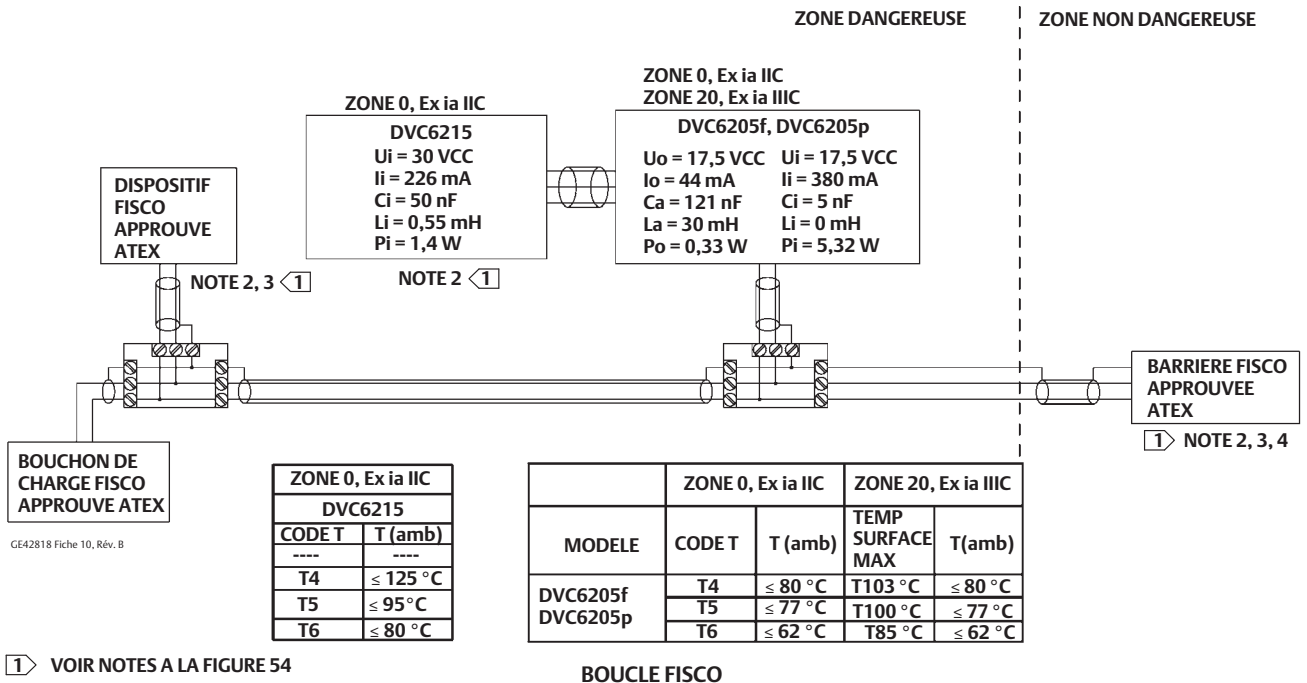 ZONE DANGEREUSE
ZONE NON DANGEREUSE
ZONE 0, Ex ia IIC
ZONE 20, Ex ia IIIC
ZONE 0, Ex ia IIC
DVC6215
Ui = 30 VCC
Ii = 226 mA
Ci = 50 nF
Li = 0,55 mH
Pi = 1,4 W
NOTE 2 1
DVC6205f, DVC6205p
Uo = 17,5 VCC Ui = 17,5 VCC
Io = 44 mA Ii = 380 mA
Ca = 121 nF Ci = 5 nF
La = 30 mH Li = 0 mH
Po = 0,33 W Pi = 5,32 W
DISPOSITIF
FISCO
APPROUVE
ATEX
NOTE 2, 3 1
BARRIERE FISCO
APPROUVEE
ATEX
1 NOTE 2, 3, 4
BOUCHON DE
CHARGE FISCO
APPROUVE ATEX
GE42818 Fiche 10, Rév. B
ZONE 0, Ex ia IIC
DVC6215
CODE T T (amb)
---- ----
T4 ≤ 125 °C
T5 ≤ 95°C
T6 ≤ 80 °C
ZONE 0, Ex ia IIC ZONE 20, Ex ia IIIC
MODELE CODE T T (amb) TEMP SURFACE MAX T(amb)
DVC6205f
DVC6205p
T4 ≤ 80 °C T103 °C ≤ 80 °C
T5 ≤ 77 °C T100 °C ≤ 77 °C
T6 ≤ 62 °C T85 °C ≤ 62 °C
1 VOIR NOTES A LA FIGURE 54
BOUCLE FISCO